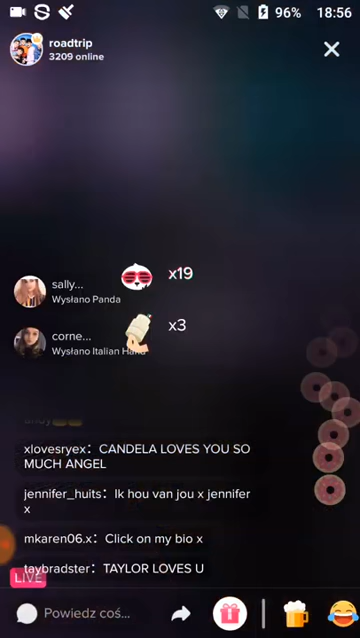 96% 18:56
roadtrip
3209 online
x19
sally...
Wysłano Panda
x3
corne...
Wysłano Italian Hand
andy
xlovesryex: CANDELA LOVES YOU SO
MUCH ANGEL
jennifer_huits: Ik hou van jou x jennifer
x
mkaren06.x: Click on my bio x
taybradster: TAYLOR LOVES U
LIVE
Powiedz coś...